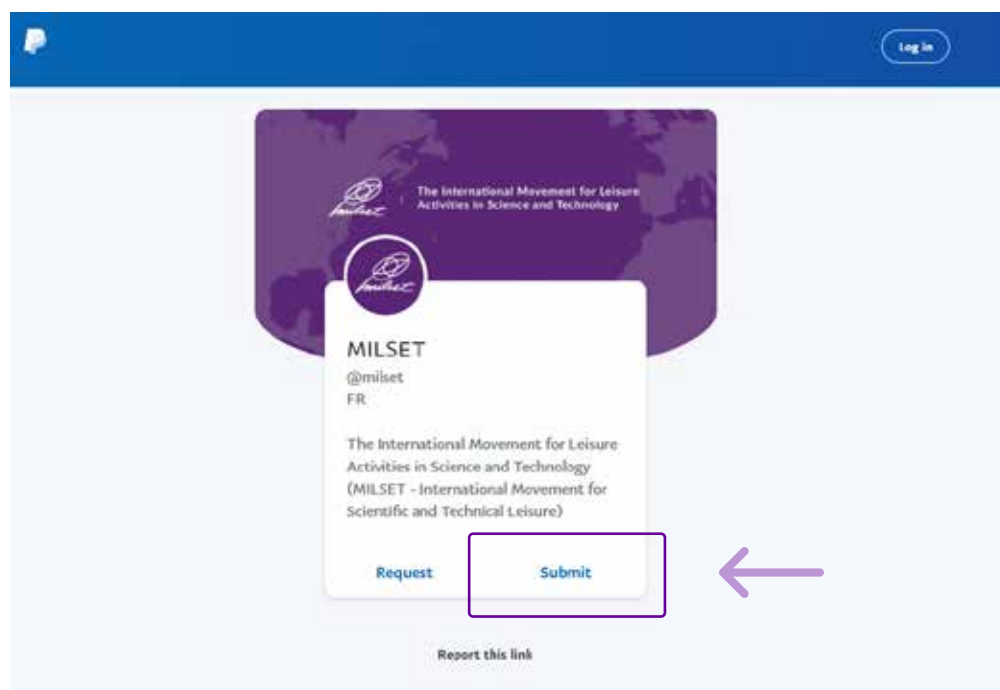 Log in
milset
The International Movement for Leisure
Activities in Science and Technology
milset
MILSET
@milset
FR
The International Movement for Leisure
Activities in Science and Technology
(MILSET - International Movement for
Scientific and Technical Leisure)
Request Submit
Report this link